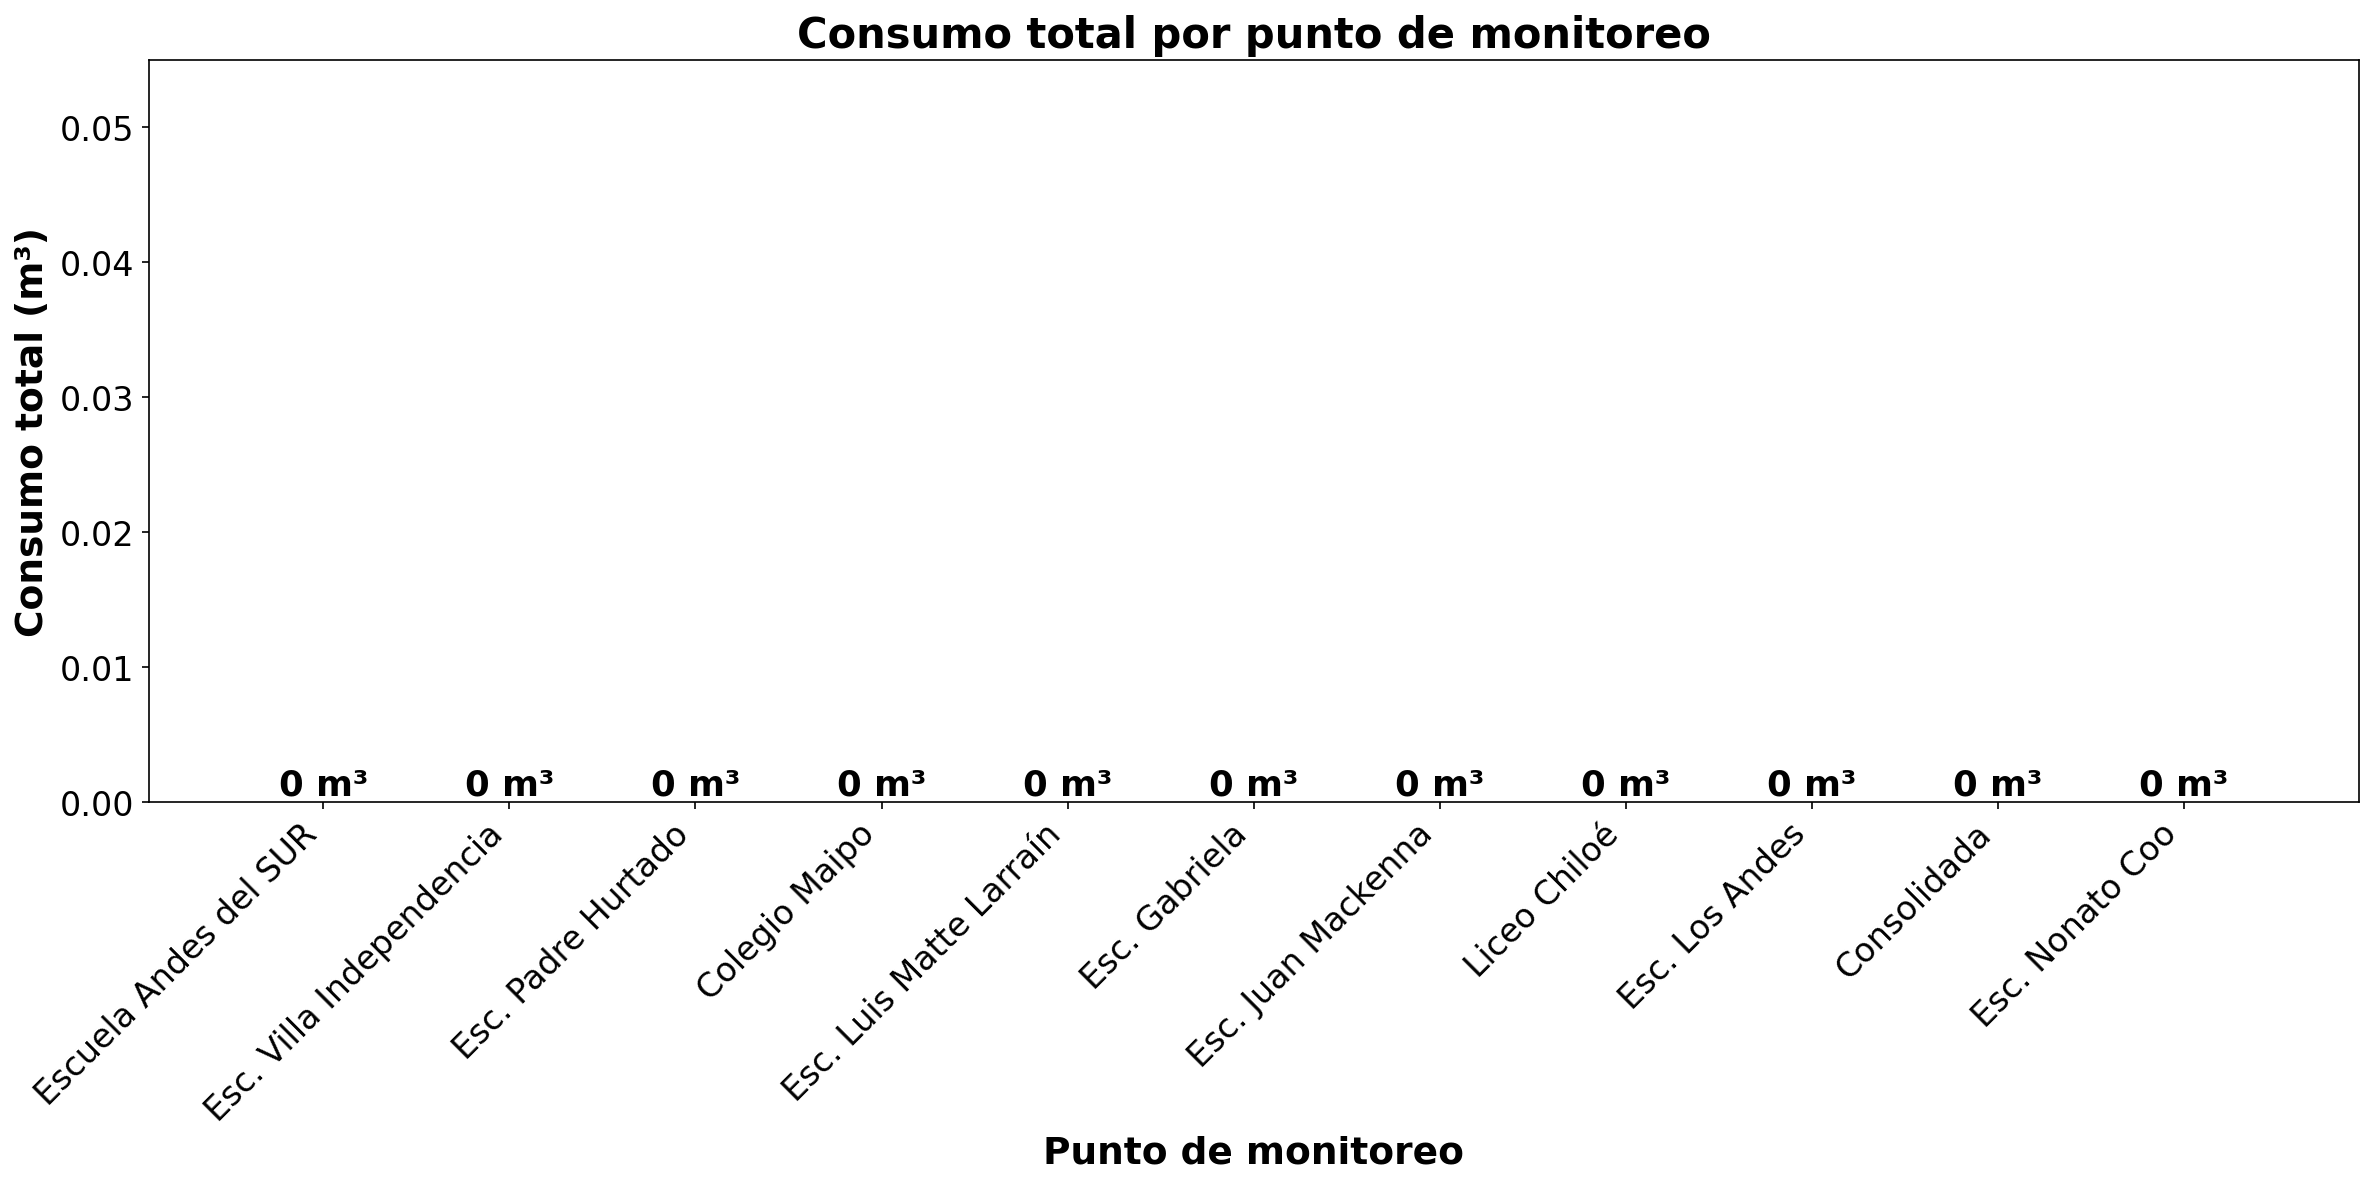 Consumo total por punto de monitoreo
Consumo total (m³)
0.05
0.04
0.03
0.02
0.01
0.00
0 m³ 0 m³ 0 m³ 0 m³ 0 m³ 0 m³ 0 m³ 0 m³ 0 m³ 0 m³ 0 m³
Escuela Andes del SUR
Esc. Villa Independencia
Esc. Padre Hurtado
Colegio Maipo
Esc. Luis Matte Larraín
Esc. Gabriela
Esc. Juan Mackenna
Liceo Chiloé
Esc. Los Andes
Consolidada
Esc. Nonato Coo
Punto de monitoreo